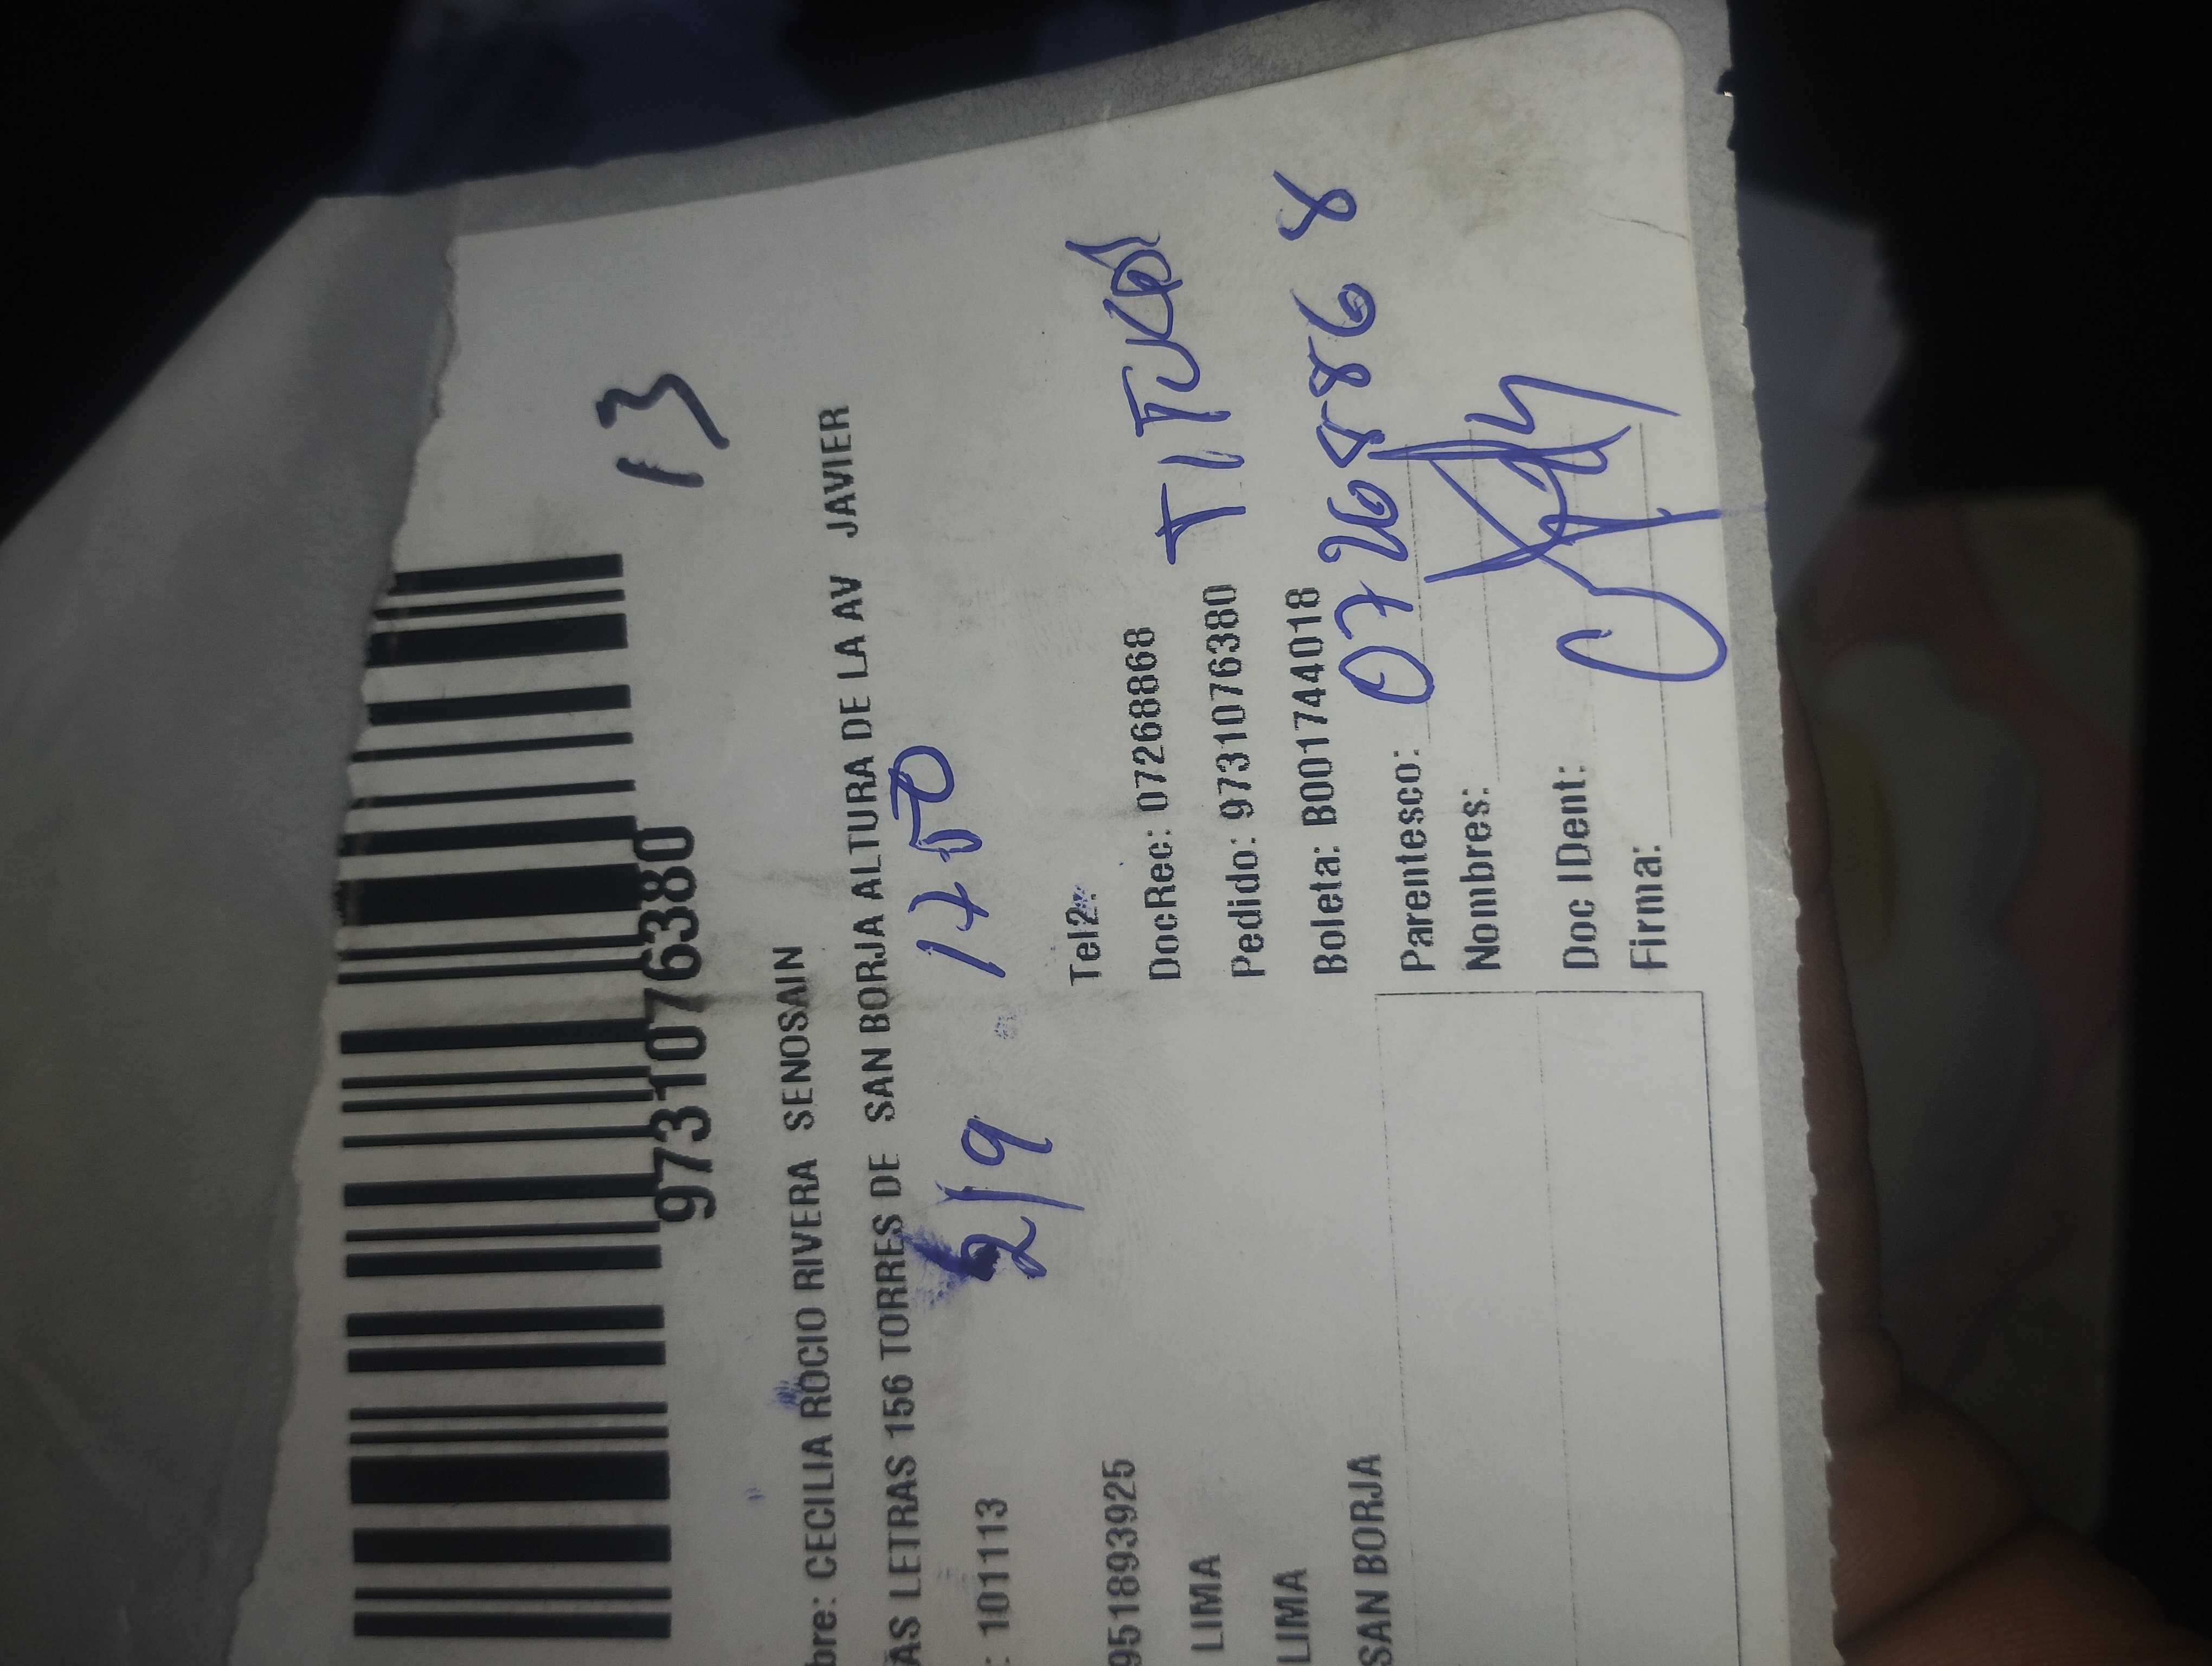 13
9731076380
bre: CECILIA ROCIO RIVERA SENOSAIN
AS LETRAS 156 TORRES DE SAN BORJA ALTURA DE LA AV JAVIER
: 101113
2/9 1750
951893925
Tel2:
LIMA
DocRec: 07268868
TITULAR
LIMA
Pedido: 9731076380
SAN BORJA
Boleta: B001744018
07268868
Parentesco:
Nombres:
Doc IDent:
Firma: